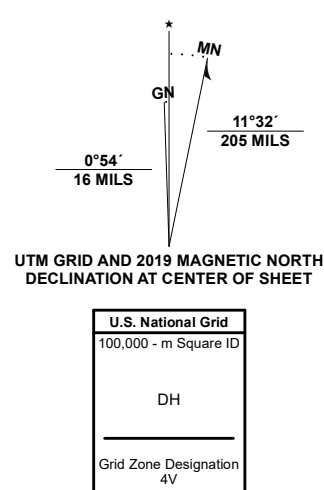 ★
MN
GN
11°32´
205 MILS
0°54´
16 MILS
UTM GRID AND 2019 MAGNETIC NORTH
DECLINATION AT CENTER OF SHEET
U.S. National Grid
100,000 - m Square ID
DH
Grid Zone Designation
4V